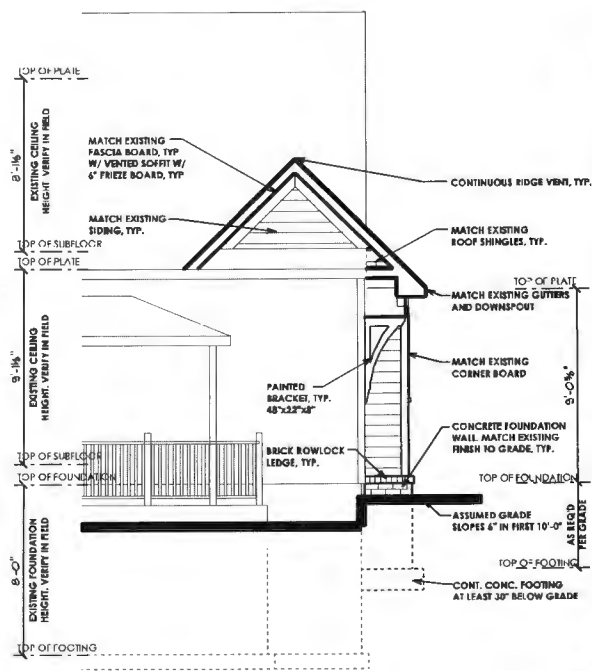 TOP OF PLATE
8'-1⅛"
EXISTING CEILING
HEIGHT. VERIFY IN FIELD
TOP OF SUBFLOOR
TOP OF PLATE
9'-1⅛"
EXISTING CEILING
HEIGHT. VERIFY IN FIELD
TOP OF SUBFLOOR
TOP OF FOUNDATION
8'-0"
EXISTING FOUNDATION
HEIGHT. VERIFY IN FIELD
TOP OF FOOTING
MATCH EXISTING
FASCIA BOARD, TYP
W/ VENTED SOFFIT W/
6" FRIEZE BOARD, TYP
MATCH EXISTING
SIDING, TYP.
PAINTED
BRACKET, TYP.
48"x22"x8"
BRICK ROWLOCK
LEDGE, TYP.
CONTINUOUS RIDGE VENT, TYP.
MATCH EXISTING
ROOF SHINGLES, TYP.
TOP OF PLATE
MATCH EXISTING GUTTERS
AND DOWNSPOUT
MATCH EXISTING
CORNER BOARD
9'-0¾"
CONCRETE FOUNDATION
WALL. MATCH EXISTING
FINISH TO GRADE, TYP.
TOP OF FOUNDATION
ASSUMED GRADE
SLOPES 6" IN FIRST 10'-0"
AS REQ'D
PER GRADE
TOP OF FOOTING
CONT. CONC. FOOTING
AT LEAST 30" BELOW GRADE